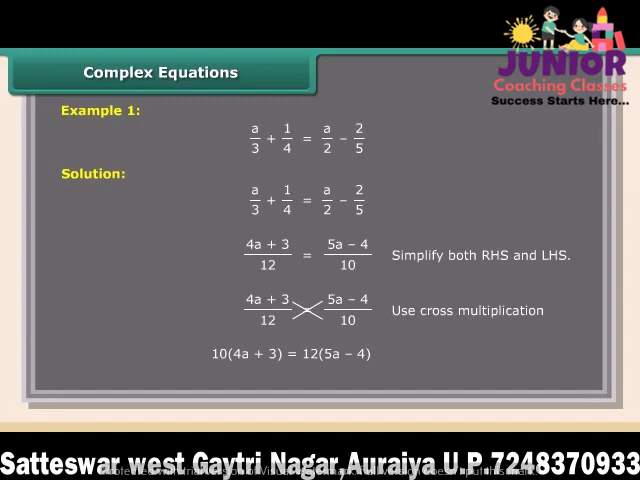 JUNIOR
Coaching Classes
Success Starts Here...
Complex Equations
Example 1:
a/3 + 1/4 = a/2 – 2/5
Solution:
a/3 + 1/4 = a/2 – 2/5
(4a + 3)/12 = (5a – 4)/10 Simplify both RHS and LHS.
(4a + 3)/12 = (5a – 4)/10 Use cross multiplication
10(4a + 3) = 12(5a – 4)
Satteswar west Gaytri Nagar,Auraiya U.P.7248370933